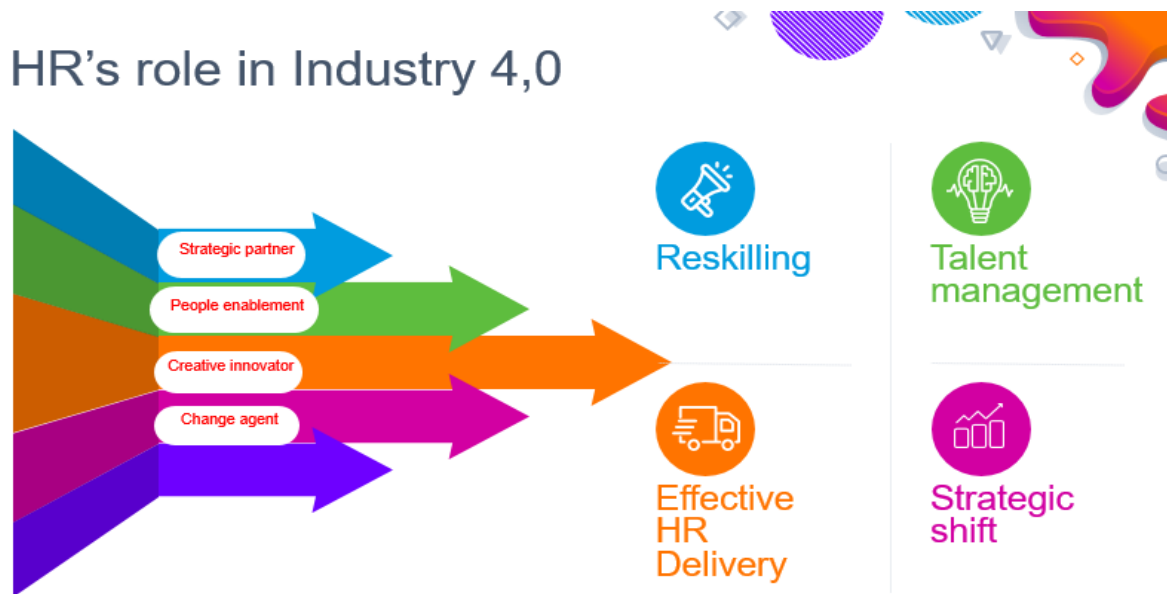 HR's role in Industry 4,0
Strategic partner
People enablement
Creative innovator
Change agent
Reskilling
Talent
management
Effective
HR
Delivery
Strategic
shift